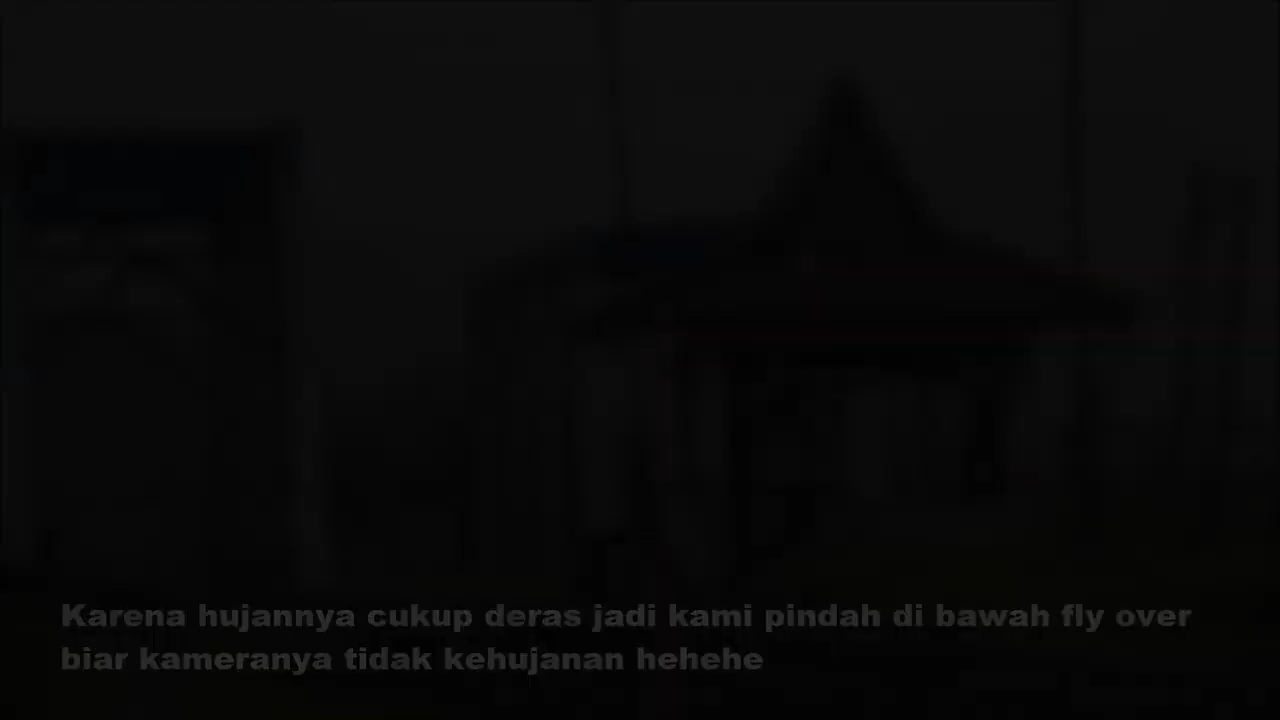 Karena hujannya cukup deras jadi kami pindah di bawah fly over
biar kameranya tidak kehujanan hehehe